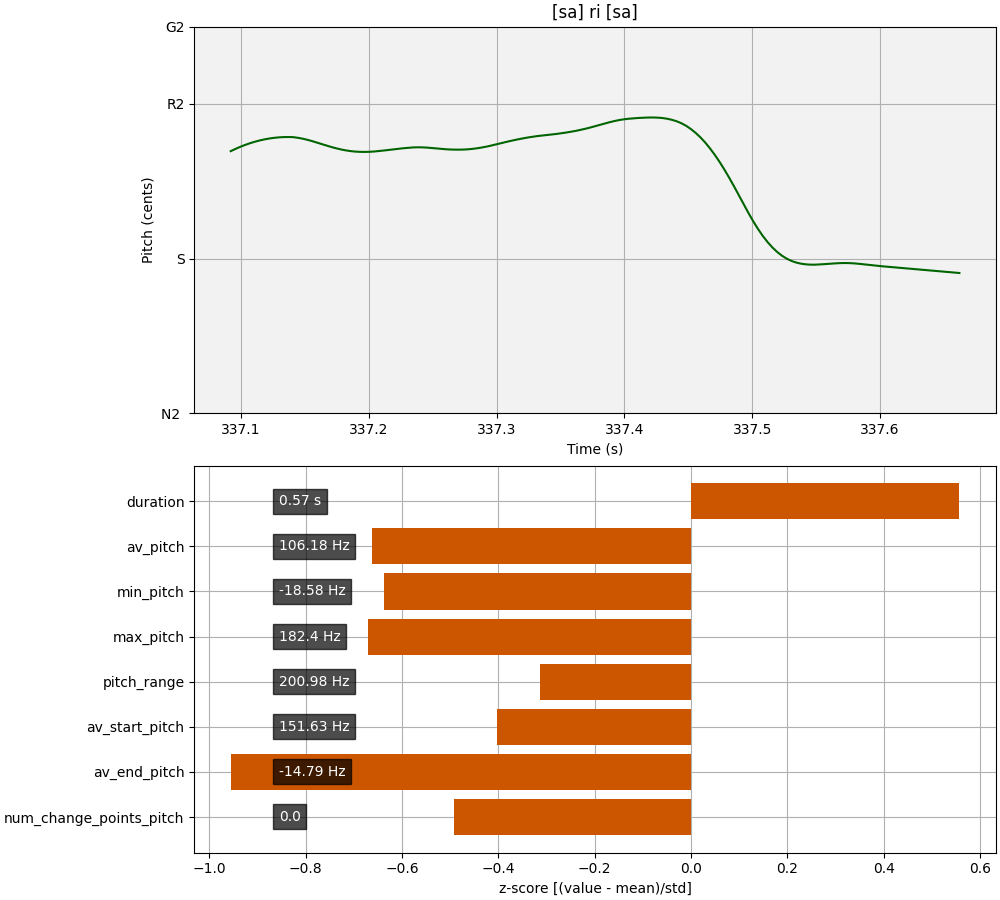 [sa] ri [sa]
G2
R2
S
N2
Pitch (cents)
337.1 337.2 337.3 337.4 337.5 337.6
Time (s)
duration 0.57 s
av_pitch 106.18 Hz
min_pitch -18.58 Hz
max_pitch 182.4 Hz
pitch_range 200.98 Hz
av_start_pitch 151.63 Hz
av_end_pitch -14.79 Hz
num_change_points_pitch 0.0
−1.0 −0.8 −0.6 −0.4 −0.2 0.0 0.2 0.4 0.6
z-score [(value - mean)/std]